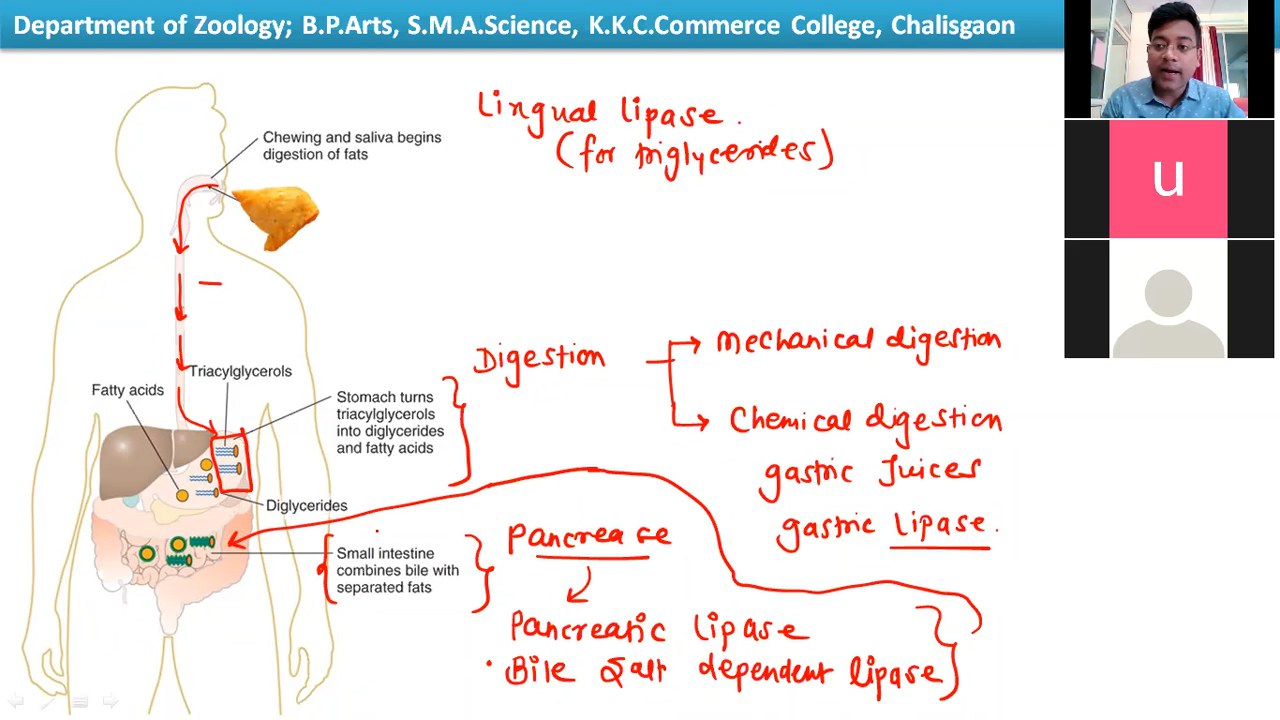 Department of Zoology; B.P.Arts, S.M.A.Science, K.K.C.Commerce College, Chalisgaon
Lingual lipase.
(for triglycerides)
Chewing and saliva begins
digestion of fats
u
Digestion
Mechanical digestion
Chemical digestion
gastric Juices
gastric lipase.
Triacylglycerols
Fatty acids
Stomach turns
triacylglycerols
into diglycerides
and fatty acids
Diglycerides
Small intestine
combines bile with
separated fats
Pancrease
Pancreatic lipase
Bile Salt dependent lipase